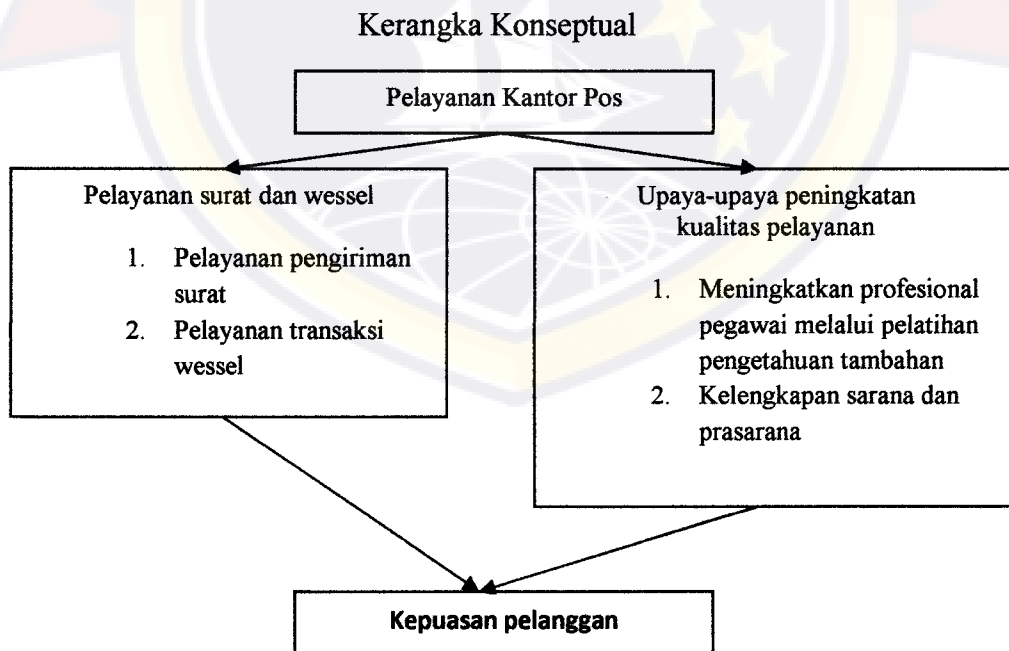 Kerangka Konseptual
Pelayanan Kantor Pos
Pelayanan surat dan wessel
1. Pelayanan pengiriman
surat
2. Pelayanan transaksi
wessel
Upaya-upaya peningkatan
kualitas pelayanan
1. Meningkatkan profesional
pegawai melalui pelatihan
pengetahuan tambahan
2. Kelengkapan sarana dan
prasarana
Kepuasan pelanggan